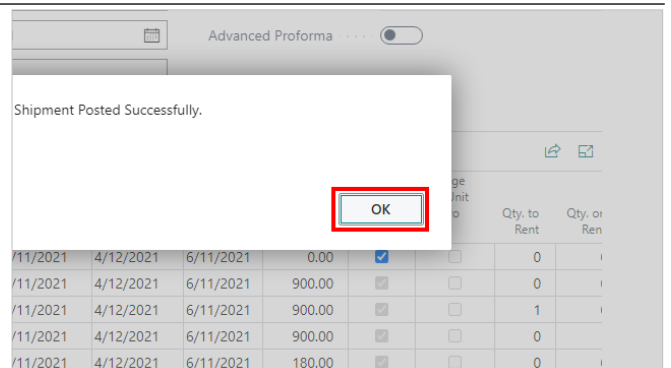 Advanced Proforma
Shipment Posted Successfully.
OK
Qty. to
Rent
/11/2021 4/12/2021 6/11/2021 0.00 0
/11/2021 4/12/2021 6/11/2021 900.00 0
/11/2021 4/12/2021 6/11/2021 900.00 1
/11/2021 4/12/2021 6/11/2021 900.00 0
/11/2021 4/12/2021 6/11/2021 180.00 0